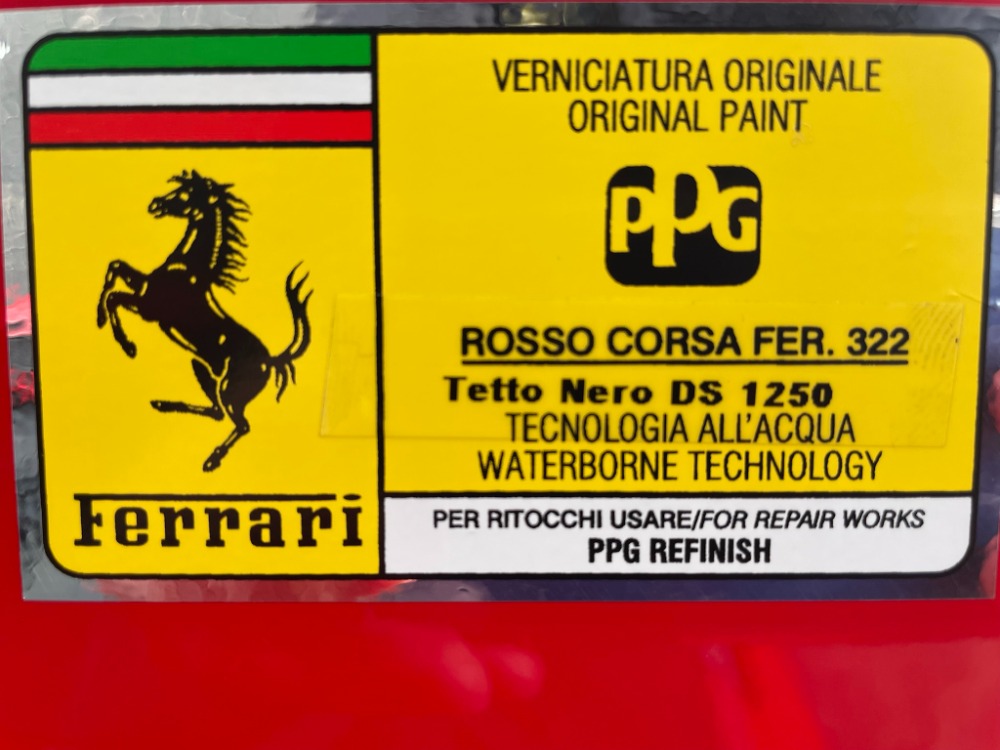 Ferrari
VERNICIATURA ORIGINALE
ORIGINAL PAINT
PPG
ROSSO CORSA FER. 322
Tetto Nero DS 1250
TECNOLOGIA ALL'ACQUA
WATERBORNE TECHNOLOGY
PER RITOCCHI USARE/FOR REPAIR WORKS
PPG REFINISH